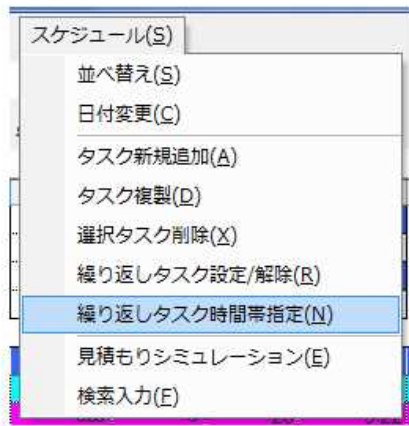 スケジュール(S)
並べ替え(S)
日付変更(C)
タスク新規追加(A)
タスク複製(D)
選択タスク削除(X)
繰り返しタスク設定/解除(R)
繰り返しタスク時間帯指定(N)
見積もりシミュレーション(E)
検索入力(F)